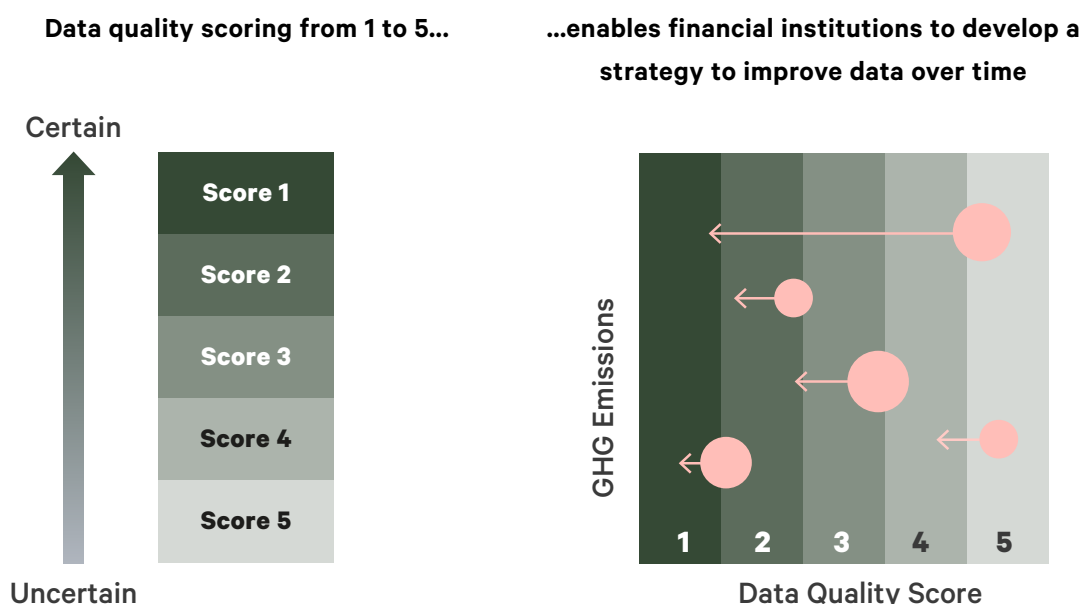 Data quality scoring from 1 to 5...
...enables financial institutions to develop a
strategy to improve data over time
Certain
Score 1
Score 2
Score 3
Score 4
Score 5
Uncertain
GHG Emissions
1 2 3 4 5
Data Quality Score